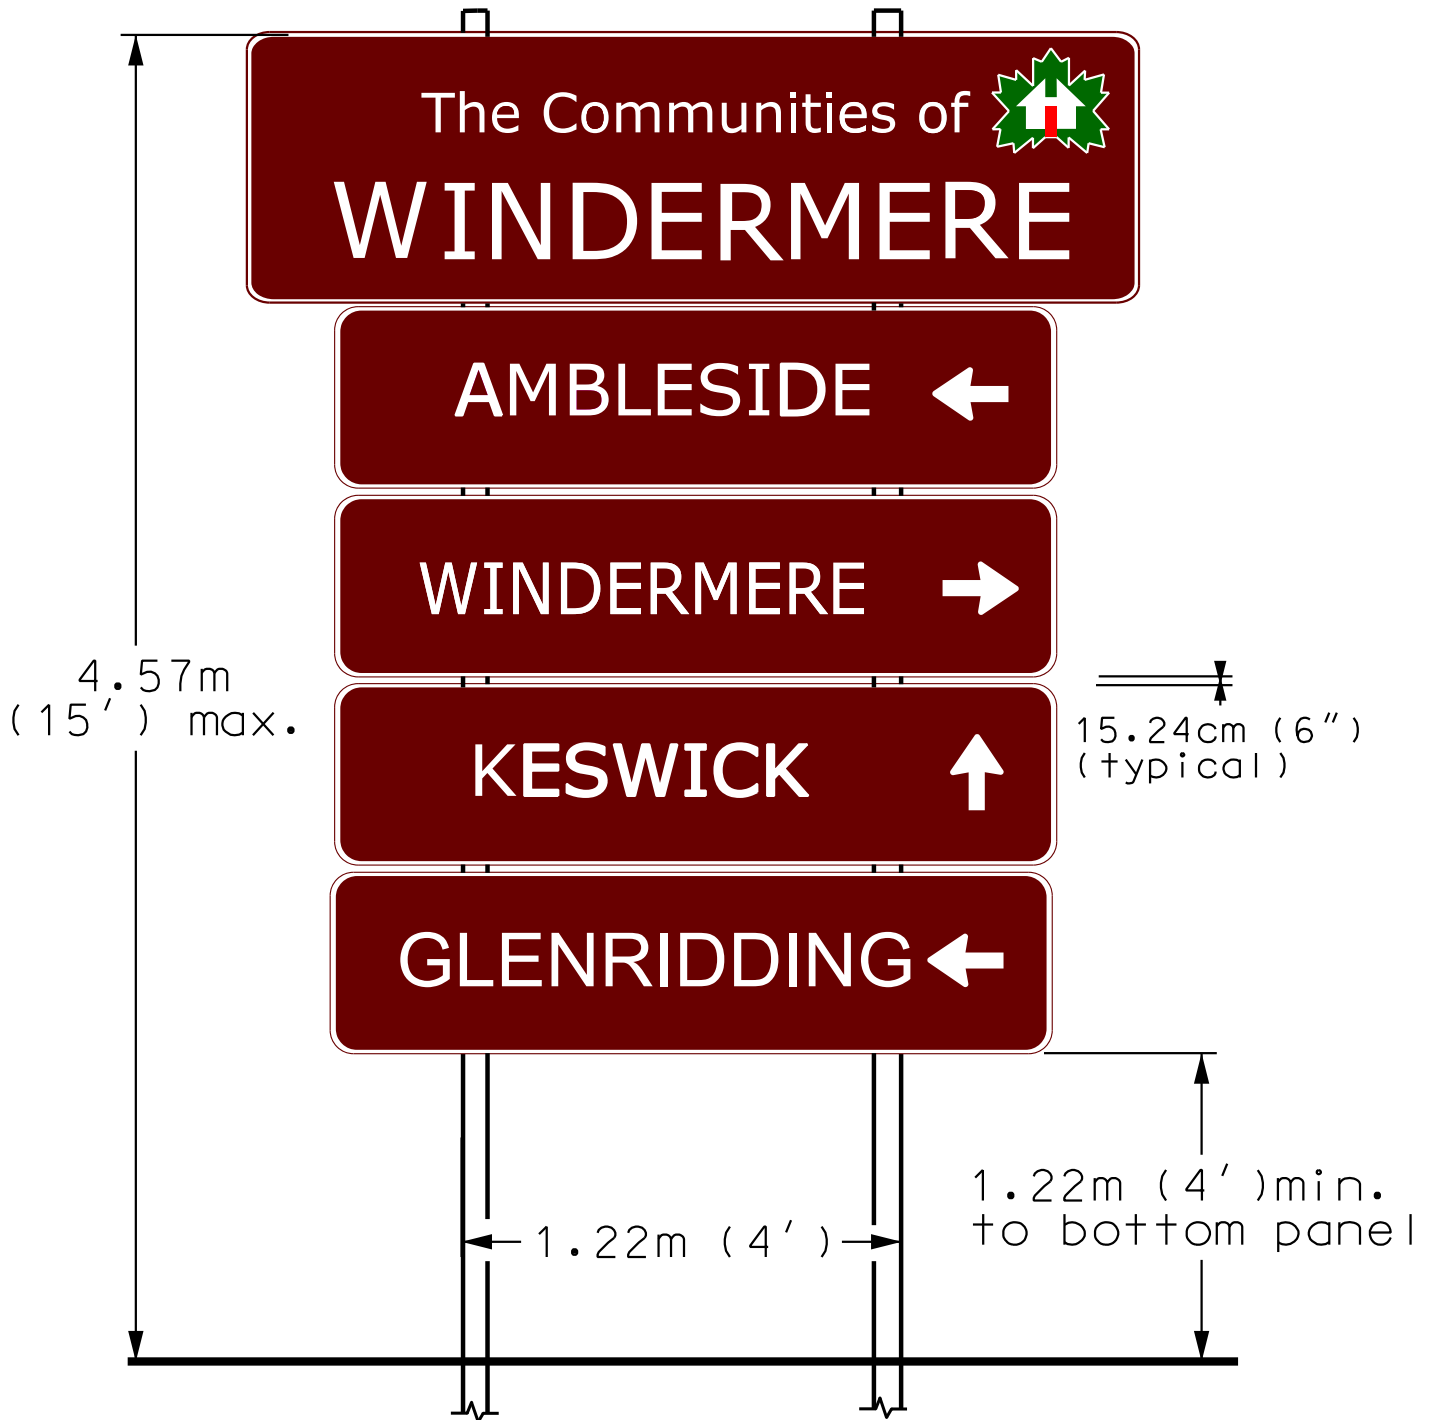 The Communities of
WINDERMERE
AMBLESIDE
WINDERMERE
4.57m
(15') max.
15.24cm (6")
(typical)
KESWICK
GLENRIDDING
1.22m (4')min.
to bottom panel
1.22m (4')